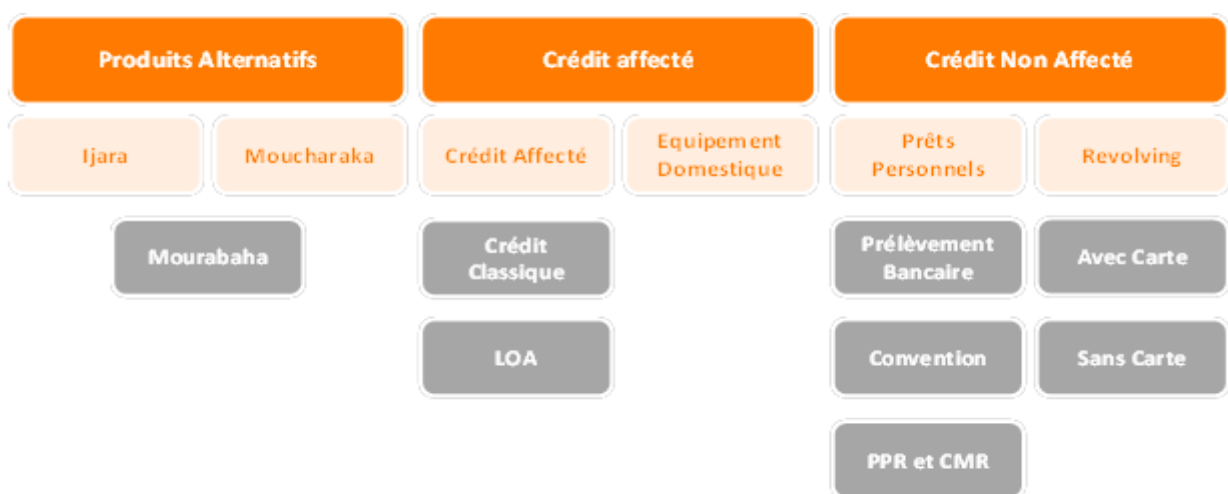 Produits Alternatifs
Crédit affecté
Crédit Non Affecté
Ijara
Moucharaka
Crédit Affecté
Equipement
Domestique
Prêts
Personnels
Revolving
Mourabaha
Crédit
Classique
Prélèvement
Bancaire
Avec Carte
LOA
Convention
Sans Carte
PPR et CMR